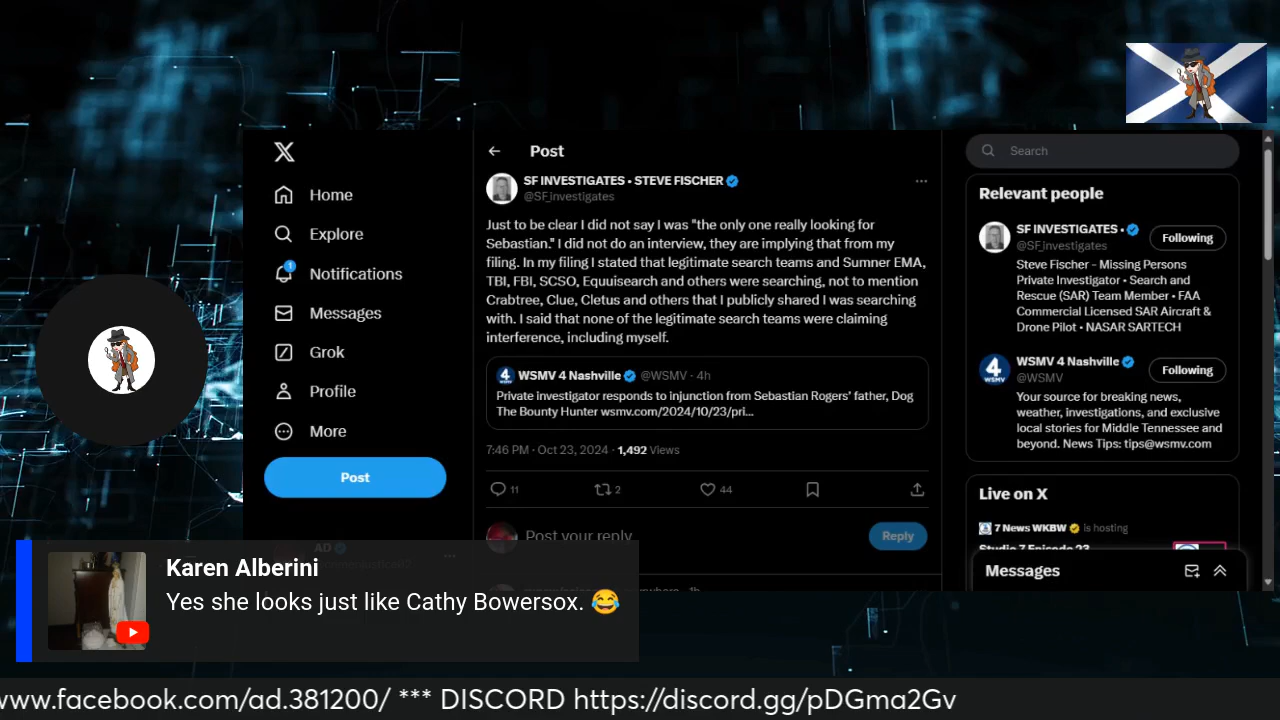 Home
Explore
1
Notifications
Messages
Grok
Profile
More
Post
AD
Post
SF INVESTIGATES • STEVE FISCHER
@SF_investigates
Just to be clear I did not say I was "the only one really looking for
Sebastian." I did not do an interview, they are implying that from my
filing. In my filing I stated that legitimate search teams and Sumner EMA,
TBI, FBI, SCSO, Equuisearch and others were searching, not to mention
Crabtree, Clue, Cletus and others that I publicly shared I was searching
with. I said that none of the legitimate search teams were claiming
interference, including myself.
4 WSMV
WSMV 4 Nashville @WSMV · 4h
Private investigator responds to injunction from Sebastian Rogers' father, Dog
The Bounty Hunter wsmv.com/2024/10/23/pri...
7:46 PM · Oct 23, 2024 · 1,492 Views
11 2 44
Post your reply
Reply
Search
Relevant people
SF INVESTIGATES •
@SF_investigates
Following
Steve Fischer - Missing Persons
Private Investigator • Search and
Rescue (SAR) Team Member • FAA
Commercial Licensed SAR Aircraft &
Drone Pilot • NASAR SARTECH
4 WSMV
WSMV 4 Nashville
@WSMV
Following
Your source for breaking news,
weather, investigations, and exclusive
local stories for Middle Tennessee and
beyond. News Tips: tips@wsmv.com
Live on X
7 News WKBW is hosting
Studio 7 Episode 23
Messages
Karen Alberini
Yes she looks just like Cathy Bowersox. 😂
www.facebook.com/ad.381200/ *** DISCORD https://discord.gg/pDGma2Gv